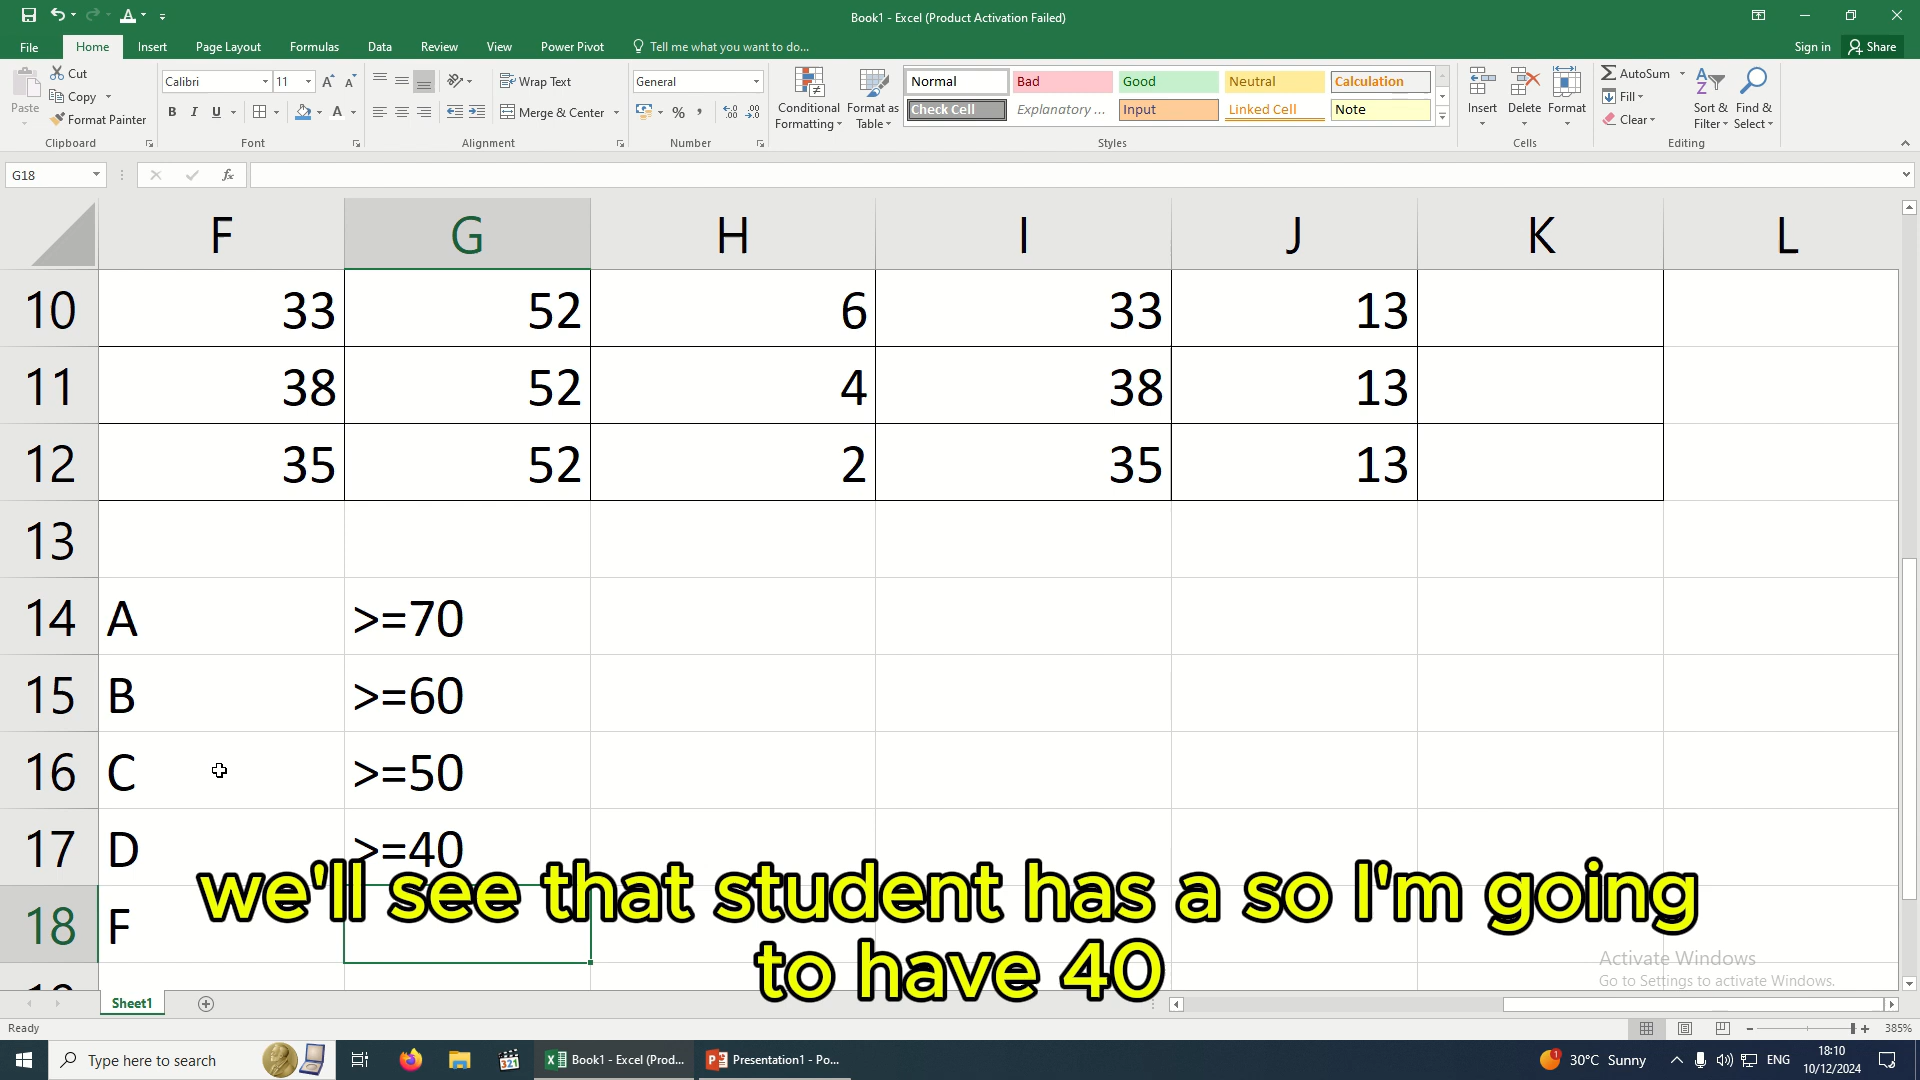 Book1 - Excel (Product Activation Failed)
File Home Insert Page Layout Formulas Data Review View Power Pivot Tell me what you want to do... Sign in Share
Paste Cut Copy Format Painter
Calibri 11
Wrap Text
Merge & Center
General
Conditional Formatting Format as Table
Normal Bad Good Neutral Calculation
Check Cell Explanatory ... Input Linked Cell Note
Insert Delete Format
AutoSum Fill Clear
Sort & Filter Find & Select
Clipboard Font Alignment Number Styles Cells Editing
G18 fx
F G H I J K L
10 33 52 6 33 13
11 38 52 4 38 13
12 35 52 2 35 13
13
14 A >=70
15 B >=60
16 C >=50
17 D >=40
18 F
we'll see that student has a so I'm going
to have 40
Activate Windows
Go to Settings to activate Windows.
Sheet1
Ready 385%
Type here to search
Book1 - Excel (Prod...
Presentation1 - Po...
30°C Sunny
ENG
18:10
10/12/2024